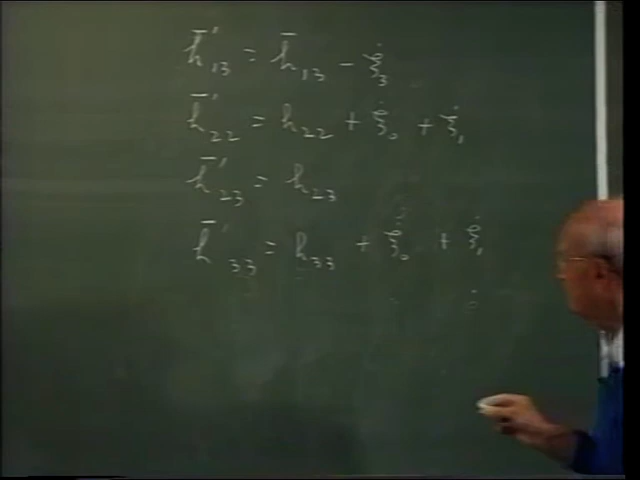 h̄'₁₃ = h̄₁₃ - ξ̇₃
h̄'₂₂ = h₂₂ + ξ̇₀ + ξ̇₁
h̄'₂₃ = h₂₃
h̄'₃₃ = h₃₃ + ξ̇₀ + ξ̇₁